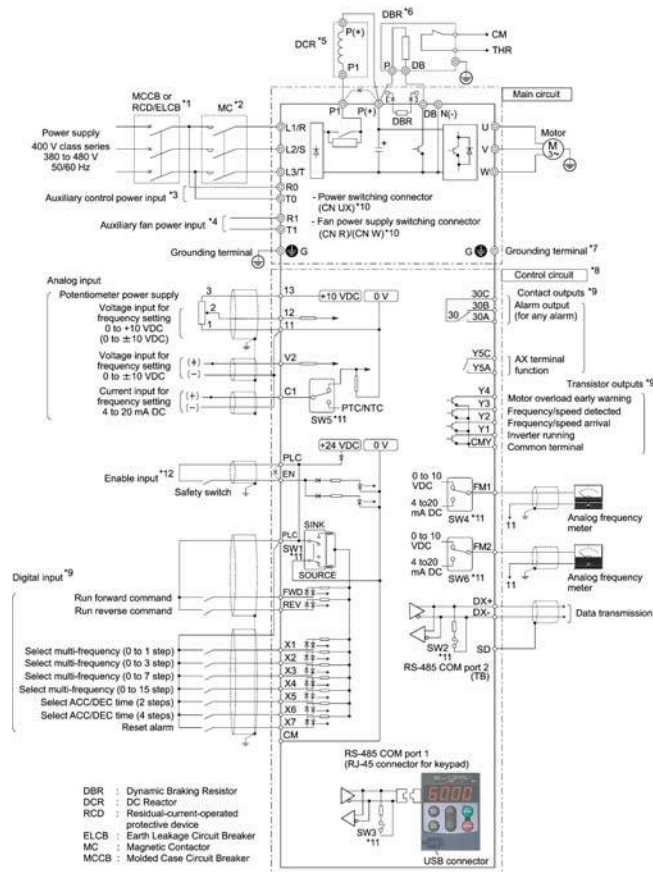 DBR *6
DCR *5
P(+)
CM
THR
P1
P
DB
MCCB or
RCD/ELCB *1
MC *2
Main circuit
P1
P(+)
DBR
DB
N(-)
Power supply
400 V class series
380 to 480 V
50/60 Hz
L1/R
L2/S
L3/T
U
V
W
Motor
M
3~
Auxiliary control power input *3
R0
T0
- Power switching connector
(CN UX) *10
Auxiliary fan power input *4
R1
T1
- Fan power supply switching connector
(CN R)/(CN W) *10
Grounding terminal
G
G
Grounding terminal *7
Control circuit *8
Analog input
Potentiometer power supply
3
13
+10 VDC
0 V
Voltage input for
frequency setting
0 to +10 VDC
(0 to ±10 VDC)
2
12
1
11
Voltage input for
frequency setting
0 to ±10 VDC
(+)
(-)
V2
Current input for
frequency setting
4 to 20 mA DC
(+)
(-)
C1
SW5 *11
PTC/NTC
30C
30B
30
30A
Contact outputs *9
Alarm output
(for any alarm)
Y5C
Y5A
AX terminal
function
Transistor outputs *9
Y4
Motor overload early warning
Y3
Frequency/speed detected
Y2
Frequency/speed arrival
Y1
Inverter running
CMY
Common terminal
+24 VDC
0 V
PLC
Enable input *12
EN
Safety switch
0 to 10
VDC
4 to20
mA DC
SW4 *11
FM1
11
Analog frequency
meter
PLC
SW1
*11
SINK
SOURCE
0 to 10
VDC
4 to20
mA DC
SW6 *11
FM2
11
Analog frequency
meter
Digital input *9
Run forward command
FWD
Run reverse command
REV
DX+
DX-
Data transmission
SW2
*11
SD
RS-485 COM port 2
(TB)
Select multi-frequency (0 to 1 step)
X1
Select multi-frequency (0 to 3 step)
X2
Select multi-frequency (0 to 7 step)
X3
Select multi-frequency (0 to 15 step)
X4
Select ACC/DEC time (2 steps)
X5
Select ACC/DEC time (4 steps)
X6
Reset alarm
X7
CM
RS-485 COM port 1
(RJ-45 connector for keypad)
SW3
*11
6000
USB connector
DBR : Dynamic Braking Resistor
DCR : DC Reactor
RCD : Residual-current-operated
protective device
ELCB : Earth Leakage Circuit Breaker
MC : Magnetic Contactor
MCCB : Molded Case Circuit Breaker